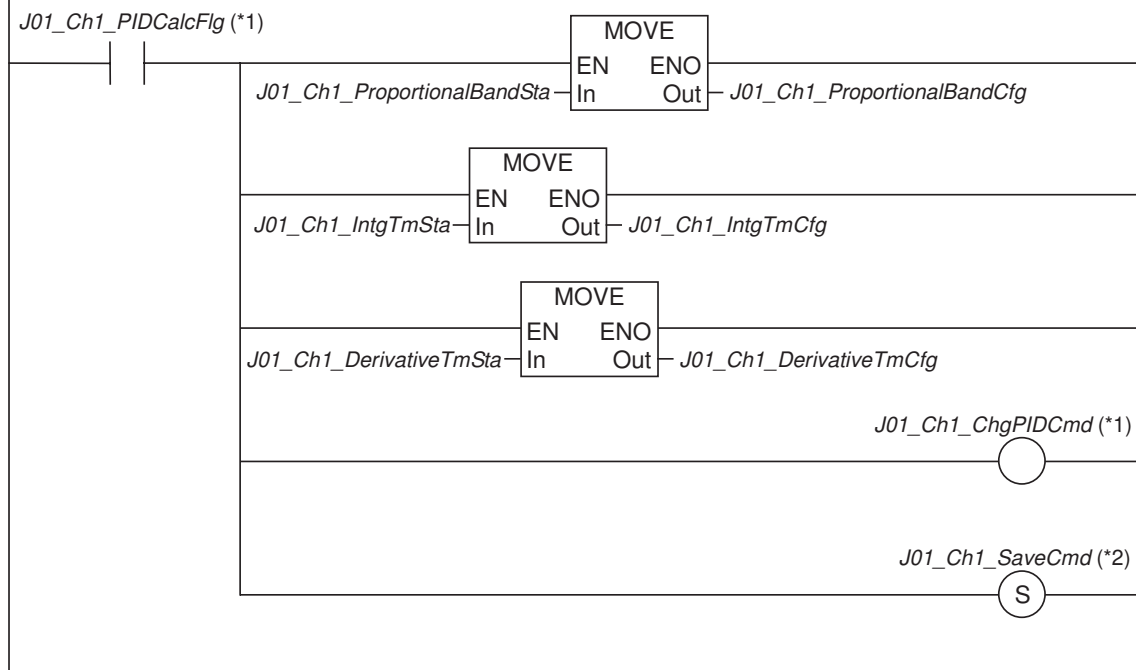 J01_Ch1_PIDCalcFlg (*1)
MOVE
EN ENO
J01_Ch1_ProportionalBandSta In Out J01_Ch1_ProportionalBandCfg
MOVE
EN ENO
J01_Ch1_IntgTmSta In Out J01_Ch1_IntgTmCfg
MOVE
EN ENO
J01_Ch1_DerivativeTmSta In Out J01_Ch1_DerivativeTmCfg
J01_Ch1_ChgPIDCmd (*1)
J01_Ch1_SaveCmd (*2)
S